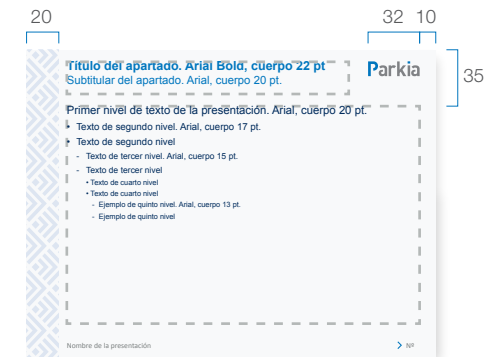 20
32 10
Título del apartado. Arial Bold, cuerpo 22 pt
Subtitular del apartado. Arial, cuerpo 20 pt.
Parkia
35
Primer nivel de texto de la presentación. Arial, cuerpo 20 pt.
• Texto de segundo nivel. Arial, cuerpo 17 pt.
• Texto de segundo nivel
- Texto de tercer nivel. Arial, cuerpo 15 pt.
- Texto de tercer nivel
• Texto de cuarto nivel
• Texto de cuarto nivel
- Ejemplo de quinto nivel. Arial, cuerpo 13 pt.
- Ejemplo de quinto nivel
Nombre de la presentación
> Nº